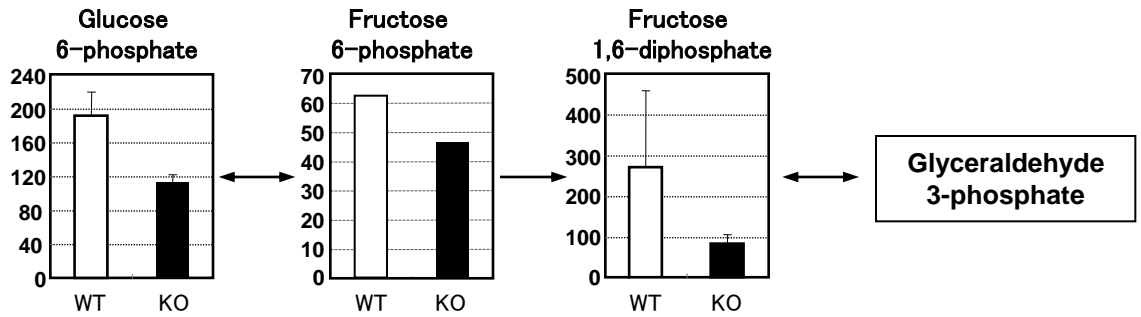 Glucose
6-phosphate
240
200
160
120
80
40
0
WT KO
Fructose
6-phosphate
70
60
50
40
30
20
10
0
WT KO
Fructose
1,6-diphosphate
500
400
300
200
100
0
WT KO
Glyceraldehyde
3-phosphate